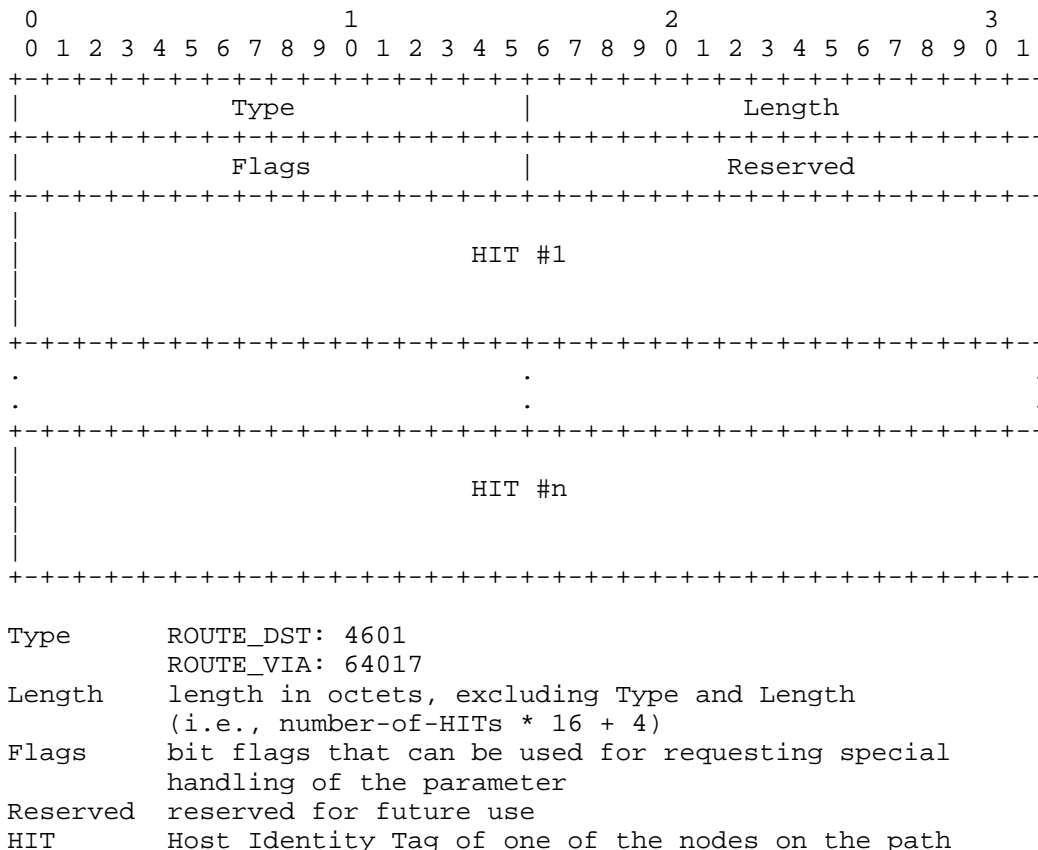 0                   1                   2                   3
 0 1 2 3 4 5 6 7 8 9 0 1 2 3 4 5 6 7 8 9 0 1 2 3 4 5 6 7 8 9 0 1
+-+-+-+-+-+-+-+-+-+-+-+-+-+-+-+-+-+-+-+-+-+-+-+-+-+-+-+-+-+-+-+-
|             Type              |             Length
+-+-+-+-+-+-+-+-+-+-+-+-+-+-+-+-+-+-+-+-+-+-+-+-+-+-+-+-+-+-+-+-
|             Flags             |            Reserved
+-+-+-+-+-+-+-+-+-+-+-+-+-+-+-+-+-+-+-+-+-+-+-+-+-+-+-+-+-+-+-+-
|
|                            HIT #1
|
|
+-+-+-+-+-+-+-+-+-+-+-+-+-+-+-+-+-+-+-+-+-+-+-+-+-+-+-+-+-+-+-+-
.                               .                               .
.                               .                               .
+-+-+-+-+-+-+-+-+-+-+-+-+-+-+-+-+-+-+-+-+-+-+-+-+-+-+-+-+-+-+-+-
|
|                            HIT #n
|
|
+-+-+-+-+-+-+-+-+-+-+-+-+-+-+-+-+-+-+-+-+-+-+-+-+-+-+-+-+-+-+-+-
Type      ROUTE_DST: 4601
          ROUTE_VIA: 64017
Length    length in octets, excluding Type and Length
          (i.e., number-of-HITs * 16 + 4)
Flags     bit flags that can be used for requesting special
          handling of the parameter
Reserved  reserved for future use
HIT       Host Identity Tag of one of the nodes on the path